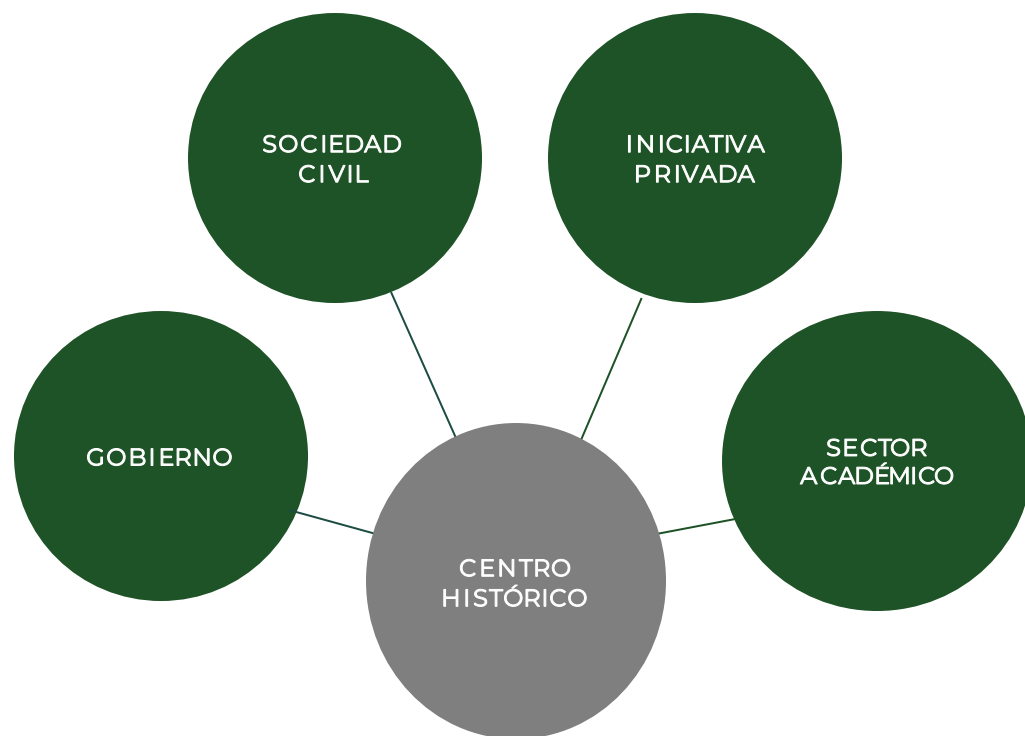 SOCIEDAD
CIVIL
INICIATIVA
PRIVADA
GOBIERNO
SECTOR
ACADÉMICO
CENTRO
HISTÓRICO